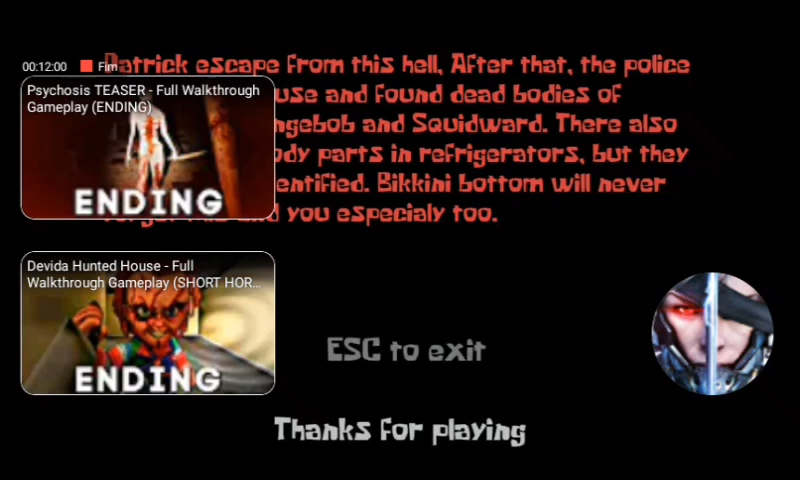 00:12:00 Fim
Patrick escape from this hell, After that, the police
use and found dead bodies of
ngebob and Squidward. There also
ody parts in refrigerators, but they
entified. Bikkini bottom will never
and you especialy too.
Psychosis TEASER - Full Walkthrough
Gameplay (ENDING)
ENDING
Devida Hunted House - Full
Walkthrough Gameplay (SHORT HOR...
ENDING
ESC to exit
Thanks for playing